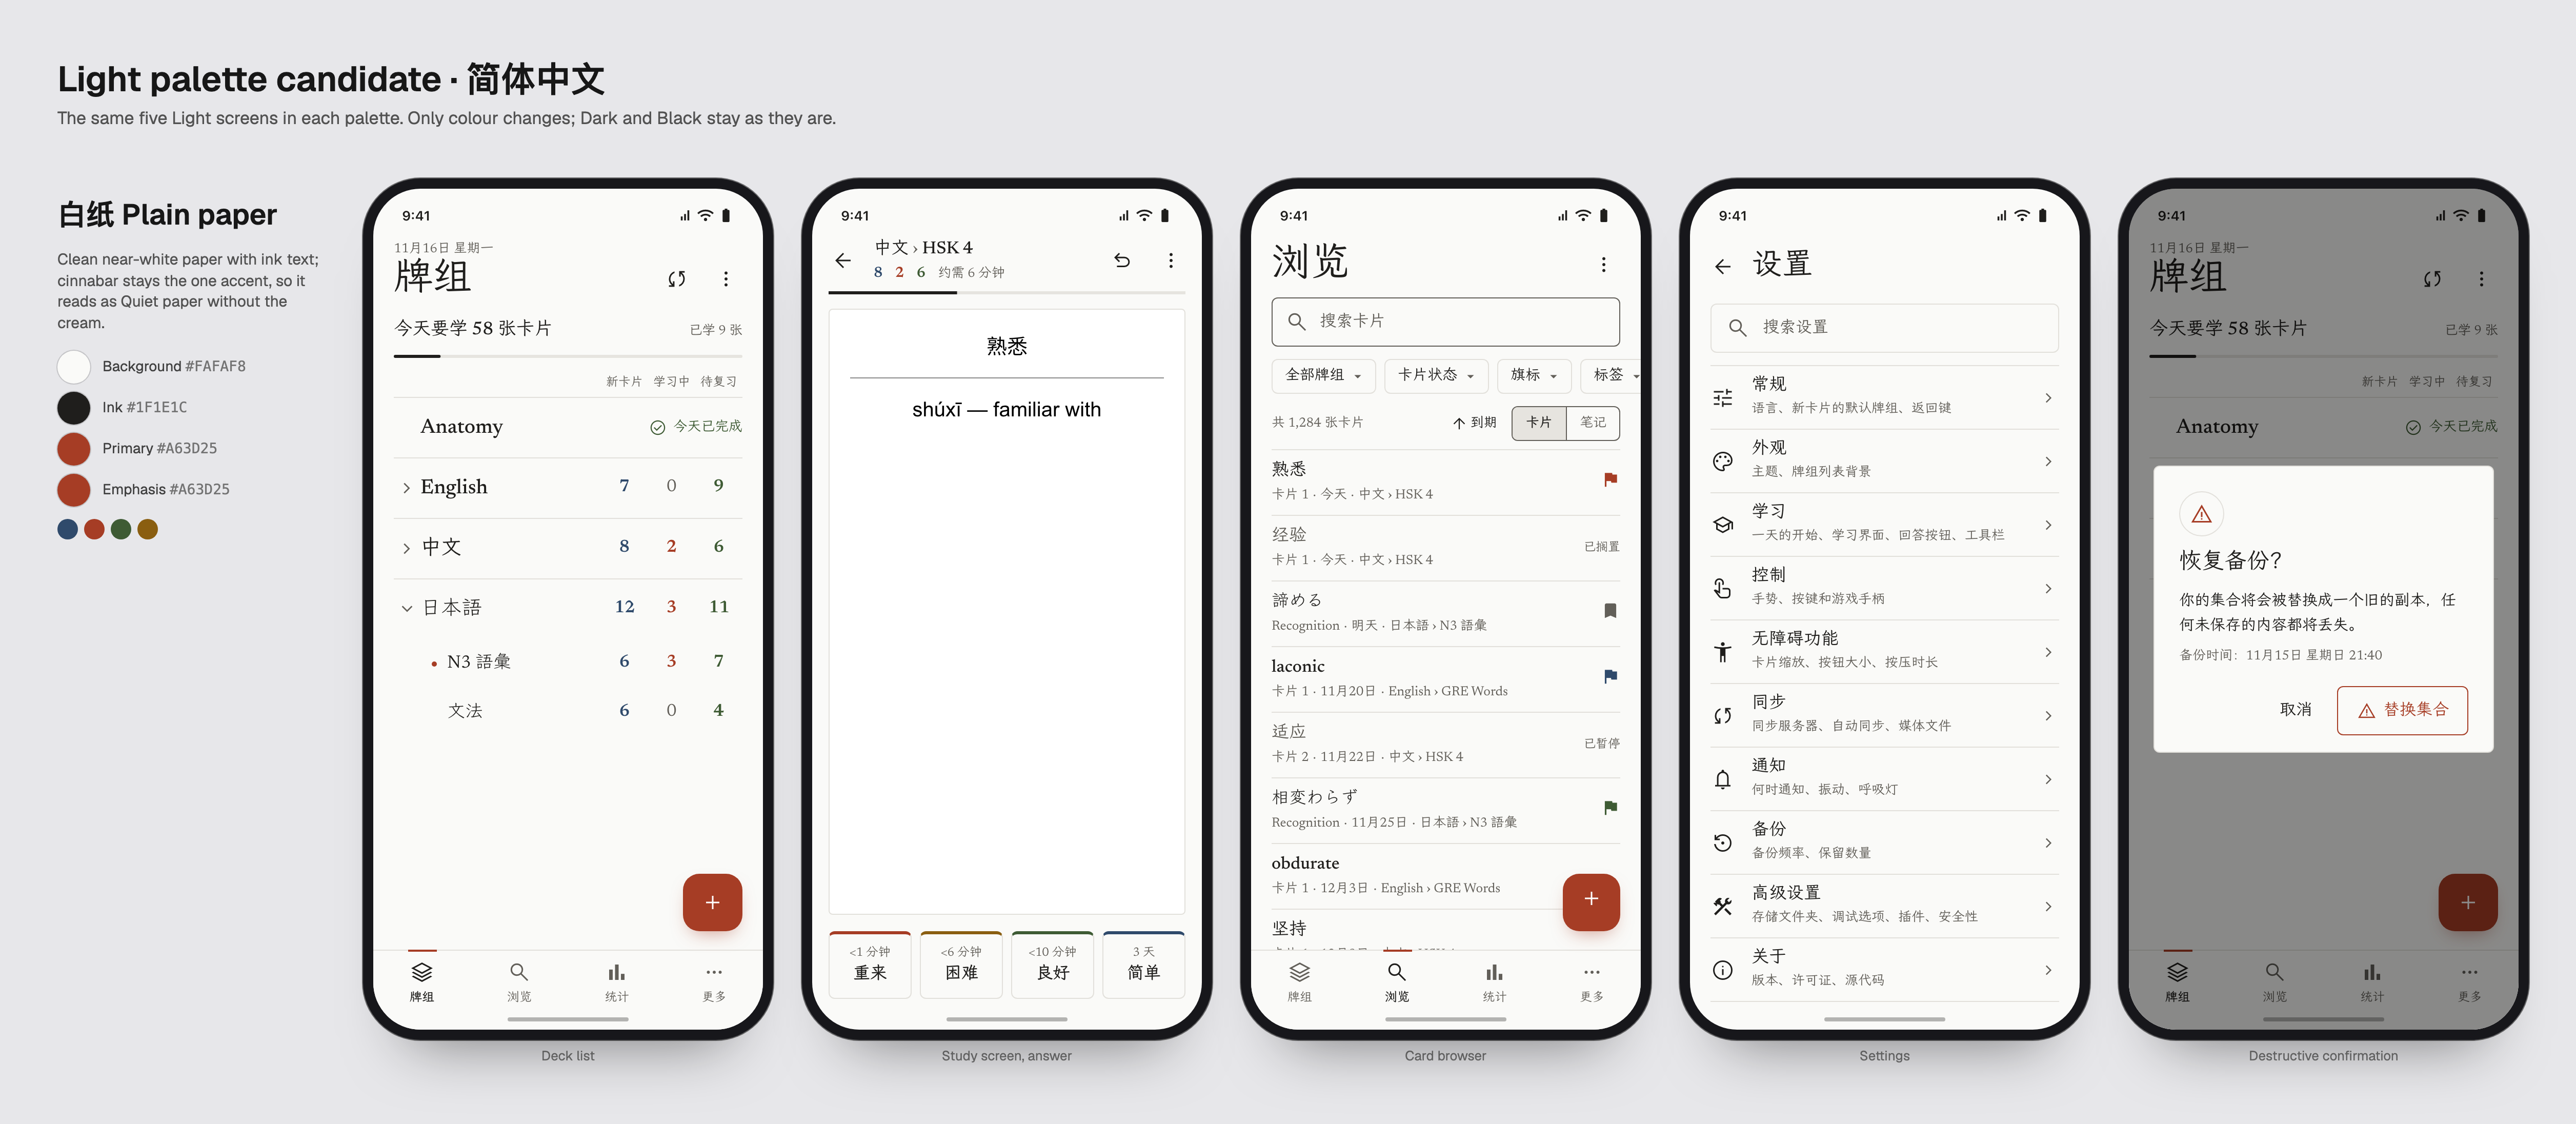 Light palette candidate · 简体中文
The same five Light screens in each palette. Only colour changes; Dark and Black stay as they are.
白纸 Plain paper
Clean near-white paper with ink text;
cinnabar stays the one accent, so it
reads as Quiet paper without the
cream.
Background #FAFAF8
Ink #1F1E1C
Primary #A63D25
Emphasis #A63D25
9:41
11月16日 星期一
牌组
今天要学 58 张卡片
已学 9 张
新卡片 学习中 待复习
Anatomy 今天已完成
English 7 0 9
中文 8 2 6
日本語 12 3 11
N3 語彙 6 3 7
文法 6 0 4
牌组 浏览 统计 更多
Deck list
9:41
中文 › HSK 4
8 2 6 约需 6 分钟
熟悉
shúxī — familiar with
<1 分钟 <6 分钟 <10 分钟 3 天
重来 困难 良好 简单
Study screen, answer
9:41
浏览
搜索卡片
全部牌组 卡片状态 旗标 标签
共 1,284 张卡片 到期 卡片 笔记
熟悉
卡片 1 · 今天 · 中文 › HSK 4
经验
卡片 1 · 今天 · 中文 › HSK 4
已搁置
諦める
Recognition · 明天 · 日本語 › N3 語彙
laconic
卡片 1 · 11月20日 · English › GRE Words
适应
卡片 2 · 11月22日 · 中文 › HSK 4
已暂停
相変わらず
Recognition · 11月25日 · 日本語 › N3 語彙
obdurate
卡片 1 · 12月3日 · English › GRE Words
坚持
牌组 浏览 统计 更多
Card browser
9:41
设置
搜索设置
常规
语言、新卡片的默认牌组、返回键
外观
主题、牌组列表背景
学习
一天的开始、学习界面、回答按钮、工具栏
控制
手势、按键和游戏手柄
无障碍功能
卡片缩放、按钮大小、按压时长
同步
同步服务器、自动同步、媒体文件
通知
何时通知、振动、呼吸灯
备份
备份频率、保留数量
高级设置
存储文件夹、调试选项、插件、安全性
关于
版本、许可证、源代码
Settings
9:41
11月16日 星期一
牌组
今天要学 58 张卡片
已学 9 张
新卡片 学习中 待复习
Anatomy 今天已完成
恢复备份？
你的集合将会被替换成一个旧的副本，任
何未保存的内容都将丢失。
备份时间：11月15日 星期日 21:40
取消 替换集合
牌组 浏览 统计 更多
Destructive confirmation